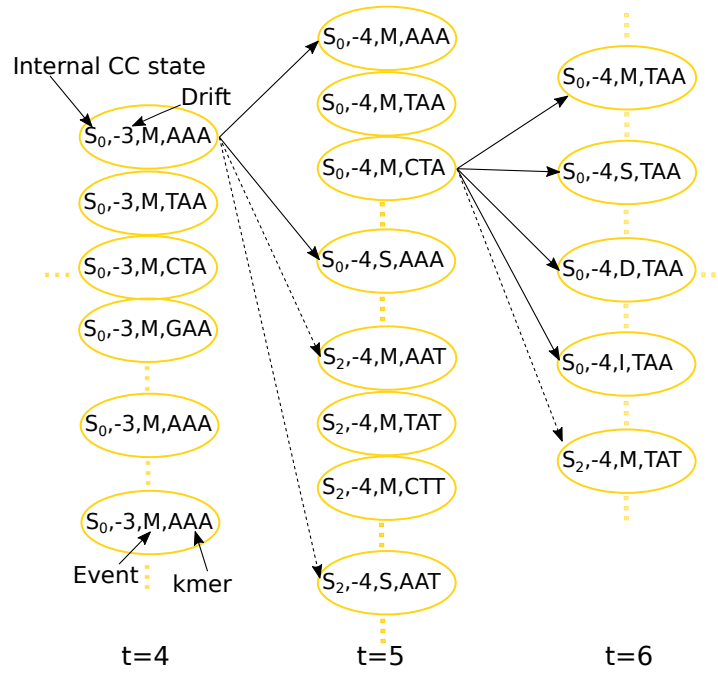 Internal CC state
Drift
S₀,-3,M,AAA
S₀,-3,M,TAA
S₀,-3,M,CTA
S₀,-3,M,GAA
S₀,-3,M,AAA
S₀,-3,M,AAA
Event
kmer
t=4
S₀,-4,M,AAA
S₀,-4,M,TAA
S₀,-4,M,CTA
S₀,-4,S,AAA
S₂,-4,M,AAT
S₂,-4,M,TAT
S₂,-4,M,CTT
S₂,-4,S,AAT
t=5
S₀,-4,M,TAA
S₀,-4,S,TAA
S₀,-4,D,TAA
S₀,-4,I,TAA
S₂,-4,M,TAT
t=6